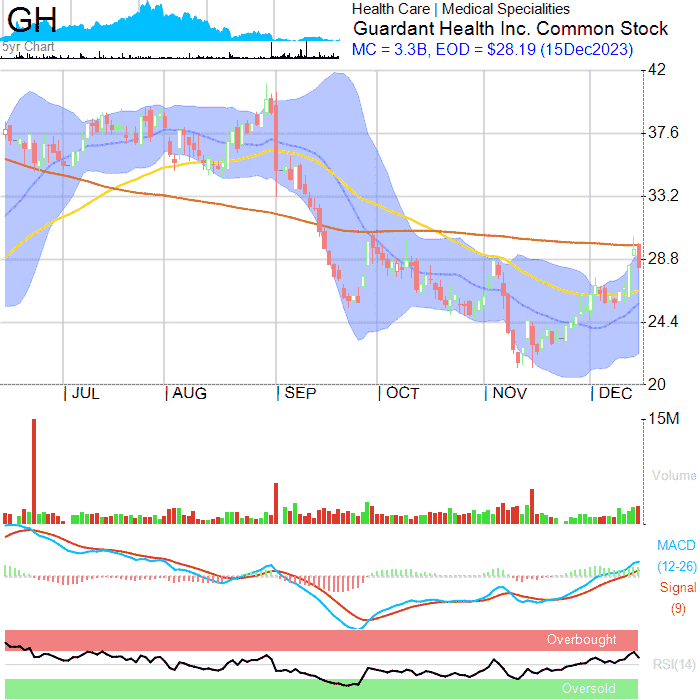 GH
5yr Chart
Health Care | Medical Specialities
Guardant Health Inc. Common Stock
MC = 3.3B, EOD = $28.19 (15Dec2023)
42
37.6
33.2
28.8
24.4
20
| JUL | AUG | SEP | OCT | NOV | DEC
15M
Volume
MACD
(12-26)
Signal
(9)
Overbought
RSI(14)
Oversold